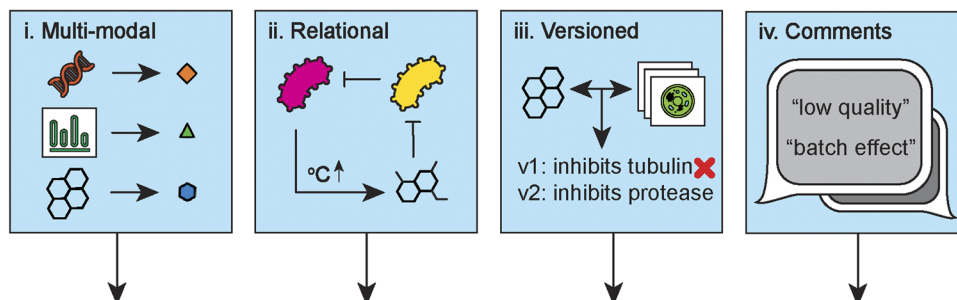 i. Multi-modal
ii. Relational
°C↑
iii. Versioned
v1: inhibits tubulin
v2: inhibits protease
iv. Comments
“low quality”
“batch effect”